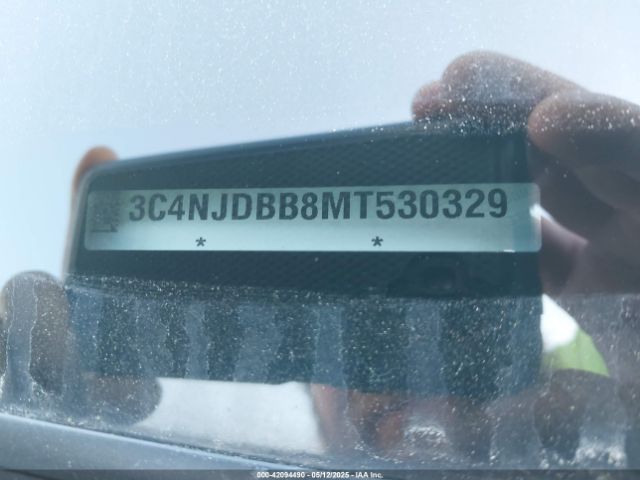 3C4NJDBB8MT530329
* *
000-42094490 - 05/12/2025 - IAA Inc.